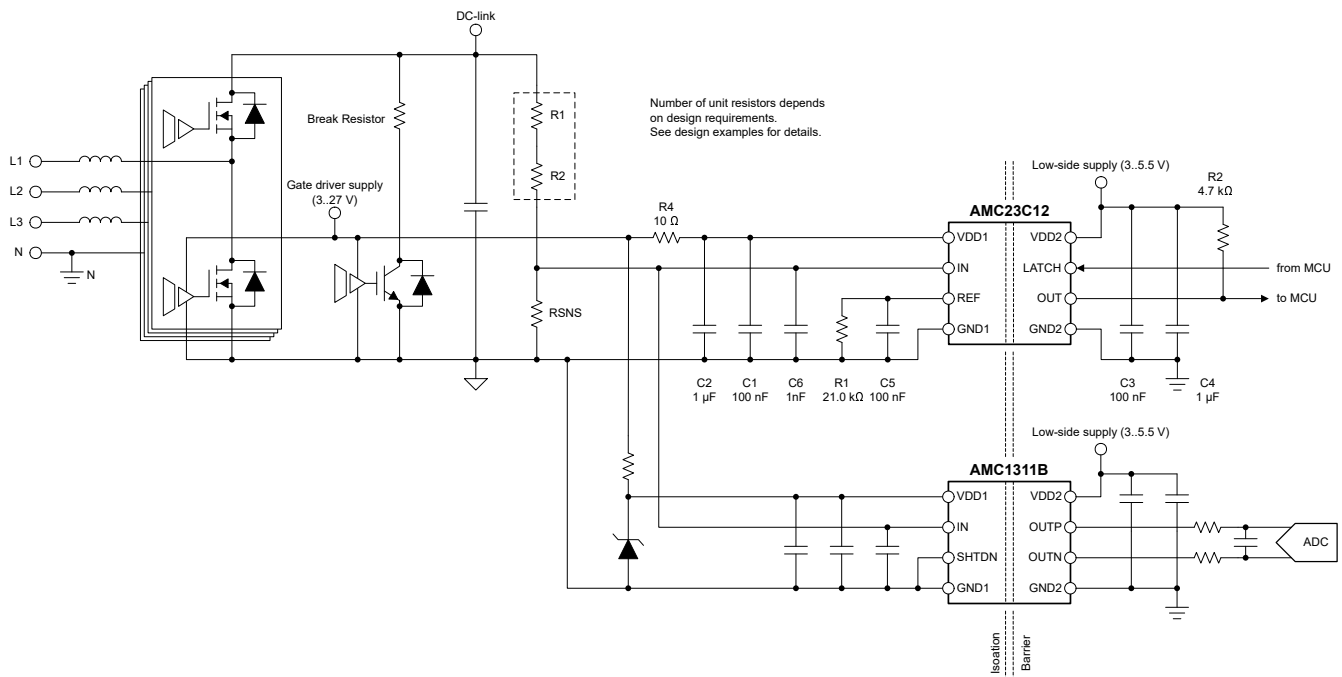 DC-link
R1
R2
Break Resistor
Number of unit resistors depends
on design requirements.
See design examples for details.
L1
L2
L3
N
N
Gate driver supply
(3..27 V)
RSNS
R4
10 Ω
Low-side supply (3..5.5 V)
R2
4.7 kΩ
AMC23C12
VDD1
VDD2
IN
LATCH
from MCU
REF
OUT
to MCU
GND1
GND2
C2
1 µF
C1
100 nF
C6
1nF
R1
21.0 kΩ
C5
100 nF
C3
100 nF
C4
1 µF
Low-side supply (3..5.5 V)
AMC1311B
VDD1
VDD2
IN
OUTP
SHTDN
OUTN
GND1
GND2
ADC
Isoation
Barrier